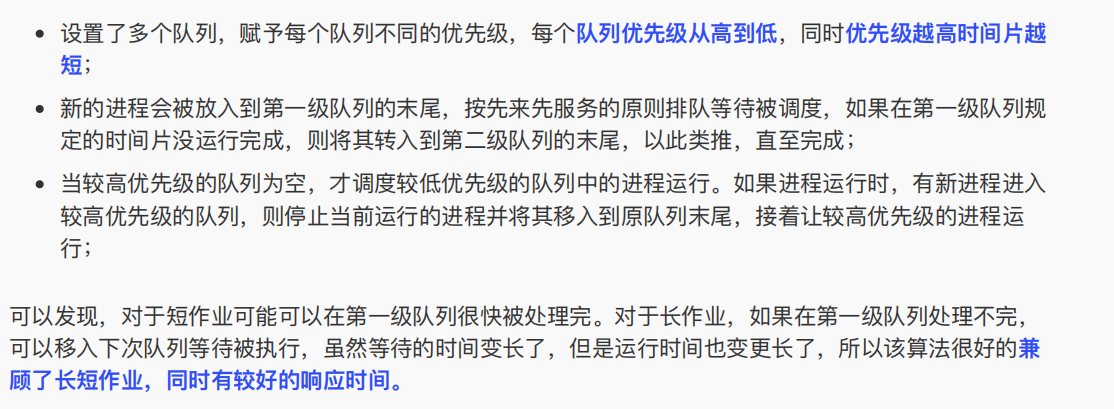 • 设置了多个队列，赋予每个队列不同的优先级，每个队列优先级从高到低，同时优先级越高时间片越
短；
• 新的进程会被放入到第一级队列的末尾，按先来先服务的原则排队等待被调度，如果在第一级队列规
定的时间片没运行完成，则将其转入到第二级队列的末尾，以此类推，直至完成；
• 当较高优先级的队列为空，才调度较低优先级的队列中的进程运行。如果进程运行时，有新进程进入
较高优先级的队列，则停止当前运行的进程并将其移入到原队列末尾，接着让较高优先级的进程运
行；
可以发现，对于短作业可能可以在第一级队列很快被处理完。对于长作业，如果在第一级队列处理不完，
可以移入下次队列等待被执行，虽然等待的时间变长了，但是运行时间也变更长了，所以该算法很好的兼
顾了长短作业，同时有较好的响应时间。